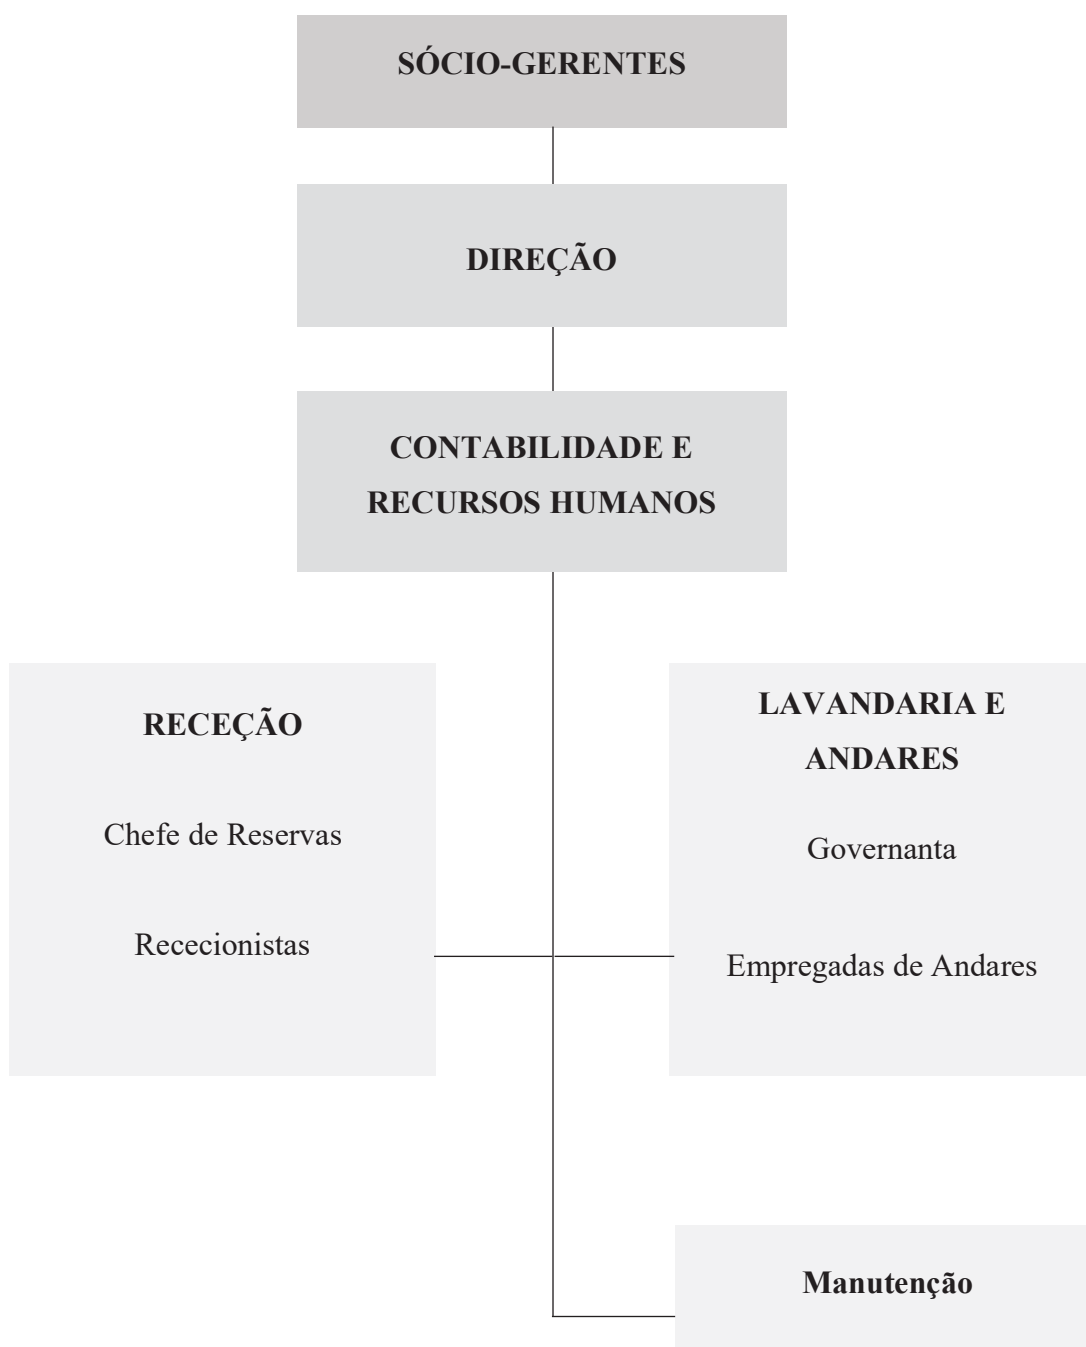 SÓCIO-GERENTES
DIREÇÃO
CONTABILIDADE E
RECURSOS HUMANOS
RECEÇÃO
Chefe de Reservas
Rececionistas
LAVANDARIA E
ANDARES
Governanta
Empregadas de Andares
Manutenção